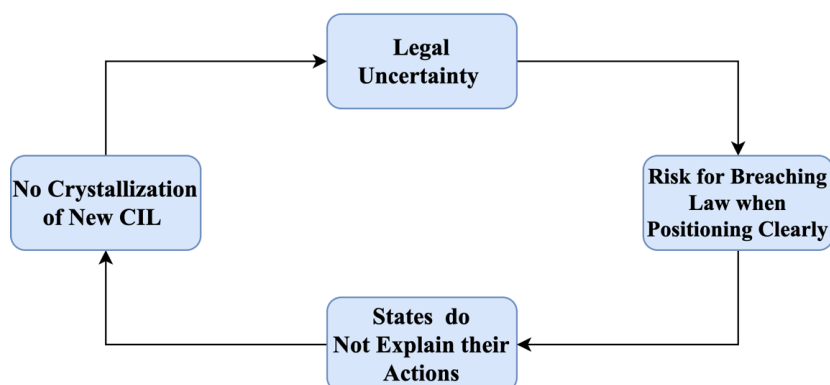 Legal
Uncertainty
Risk for Breaching
Law when
Positioning Clearly
States do
Not Explain their
Actions
No Crystallization
of New CIL